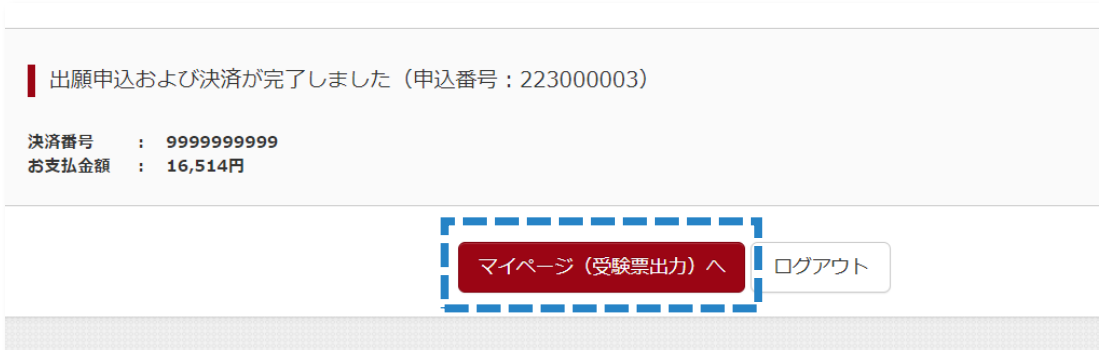 出願申込および決済が完了しました（申込番号：223000003）
決済番号 : 9999999999
お支払金額 : 16,514円
マイページ（受験票出力）へ ログアウト